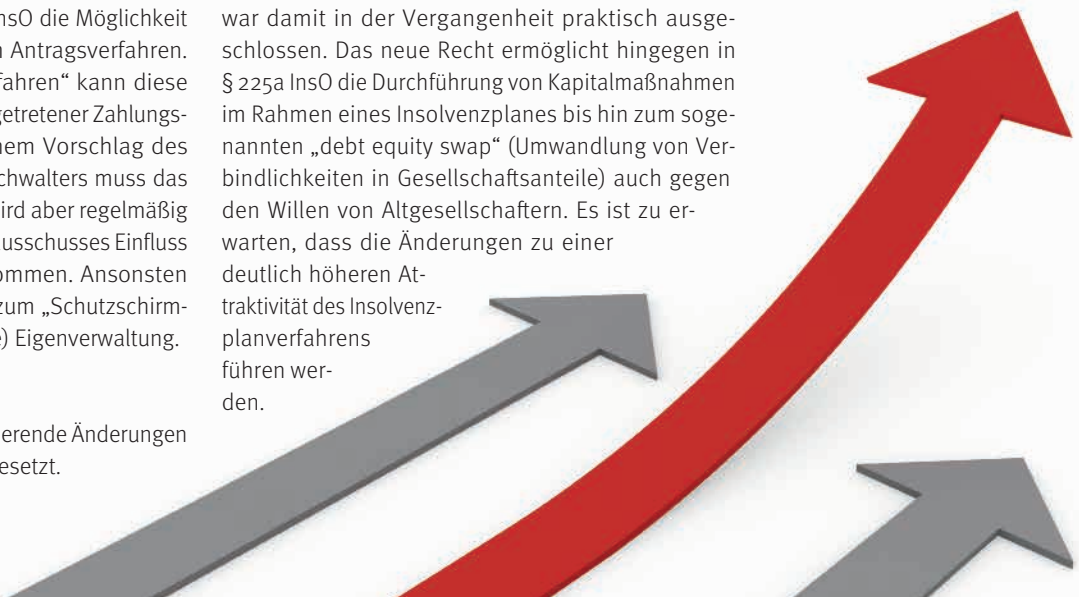 nsO die Möglichkeit
Antragsverfahren.
fahren“ kann diese
getretener Zahlungs-
nem Vorschlag des
chwalters muss das
ird aber regelmäßig
usschusses Einfluss
ommen. Ansonsten
zum „Schutzschirm-
e) Eigenverwaltung.
ierende Änderungen
esetzt.
war damit in der Vergangenheit praktisch ausge-
schlossen. Das neue Recht ermöglicht hingegen in
§ 225a InsO die Durchführung von Kapitalmaßnahmen
im Rahmen eines Insolvenzplanes bis hin zum soge-
nannten „debt equity swap“ (Umwandlung von Ver-
bindlichkeiten in Gesellschaftsanteile) auch gegen
den Willen von Altgesellschaftern. Es ist zu er-
warten, dass die Änderungen zu einer
deutlich höheren At-
traktivität des Insolvenz-
planverfahrens
führen wer-
den.